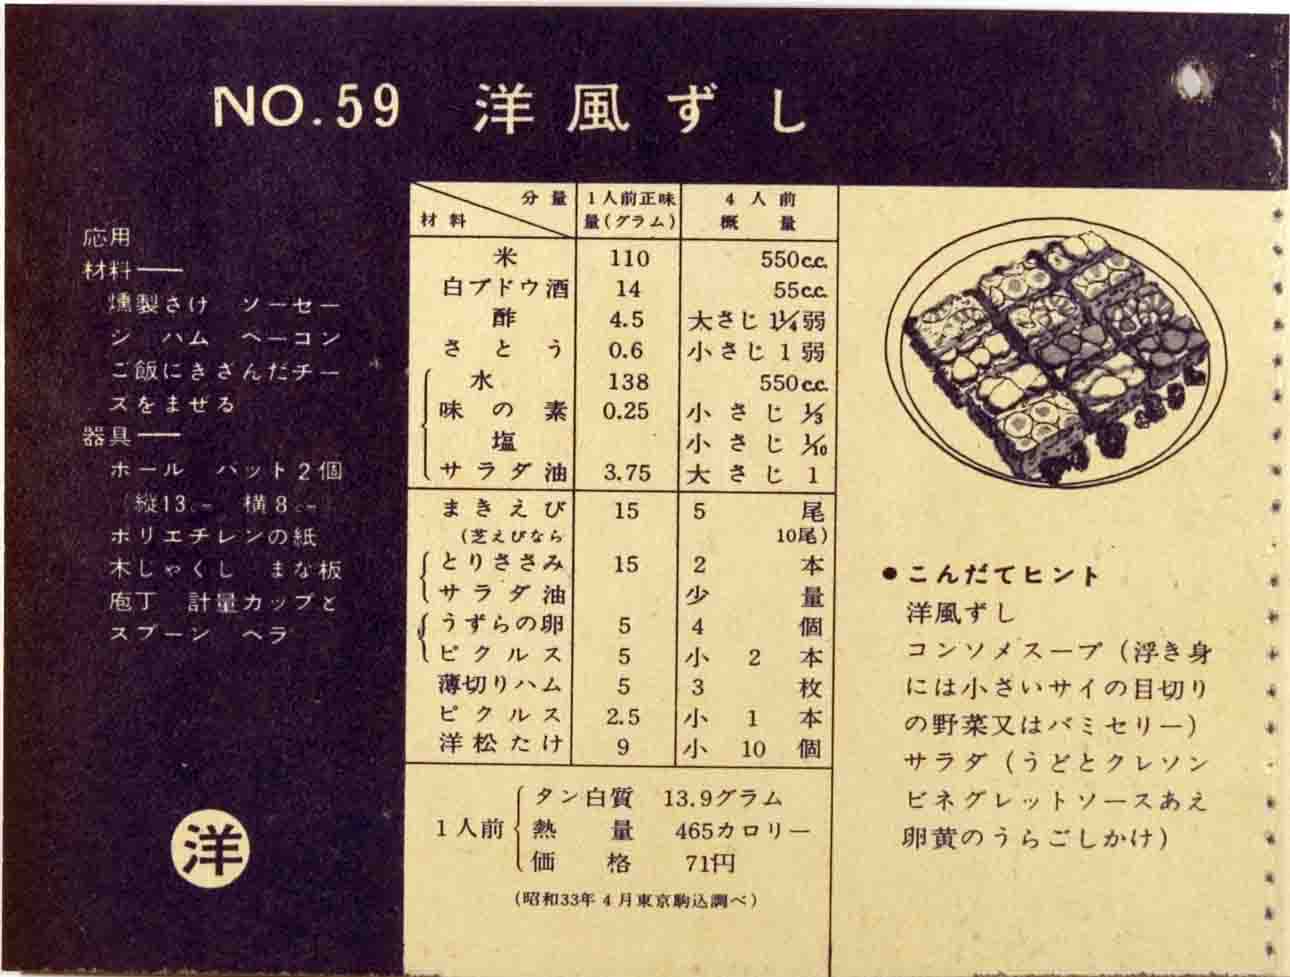 NO.59 洋風ずし
応用
材料──
燻製さけ ソーセー
ジ ハム ベーコン
ご飯にきざんだチー
ズをまぜる
器具──
ボール バット2個
(縦13cm 横8cm)
ポリエチレンの紙
木しゃくし まな板
庖丁 計量カップと
スプーン ヘラ
洋
分量 1人前正味 4人前
材料 量(グラム) 概量
米 110 550c.c.
白ブドウ酒 14 55c.c.
酢 4.5 大さじ 1¼弱
さとう 0.6 小さじ 1弱
水 138 550c.c.
味の素 0.25 小さじ ⅓
塩 小さじ 1/10
サラダ油 3.75 大さじ 1
まきえび 15 5尾
(芝えびなら 10尾)
とりささみ 15 2本
サラダ油 少量
うずらの卵 5 4個
ピクルス 5 小2本
薄切りハム 5 3枚
ピクルス 2.5 小1本
洋松たけ 9 小10個
1人前
タン白質 13.9グラム
熱量 465カロリー
価格 71円
(昭和33年4月東京駒込調べ)
●こんだてヒント
洋風ずし
コンソメスープ(浮き身
には小さいサイの目切り
の野菜又はバミセリー)
サラダ(うどとクレソン
ビネグレットソースあえ
卵黄のうらごしかけ)